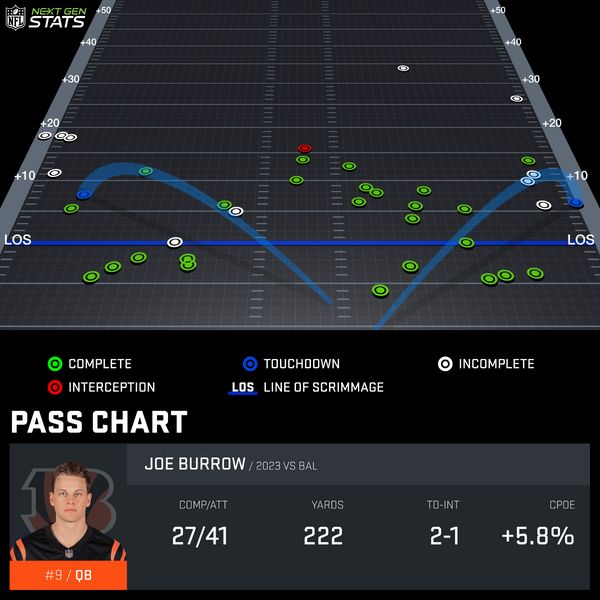 NFL NEXT GEN
STATS
+50 +50
+40 +40
+30 +30
+20 +20
+10 +10
LOS LOS
COMPLETE TOUCHDOWN INCOMPLETE
INTERCEPTION LOS LINE OF SCRIMMAGE
PASS CHART
JOE BURROW / 2023 VS BAL
COMP/ATT YARDS TD-INT CPOE
27/41 222 2-1 +5.8%
#9 / QB